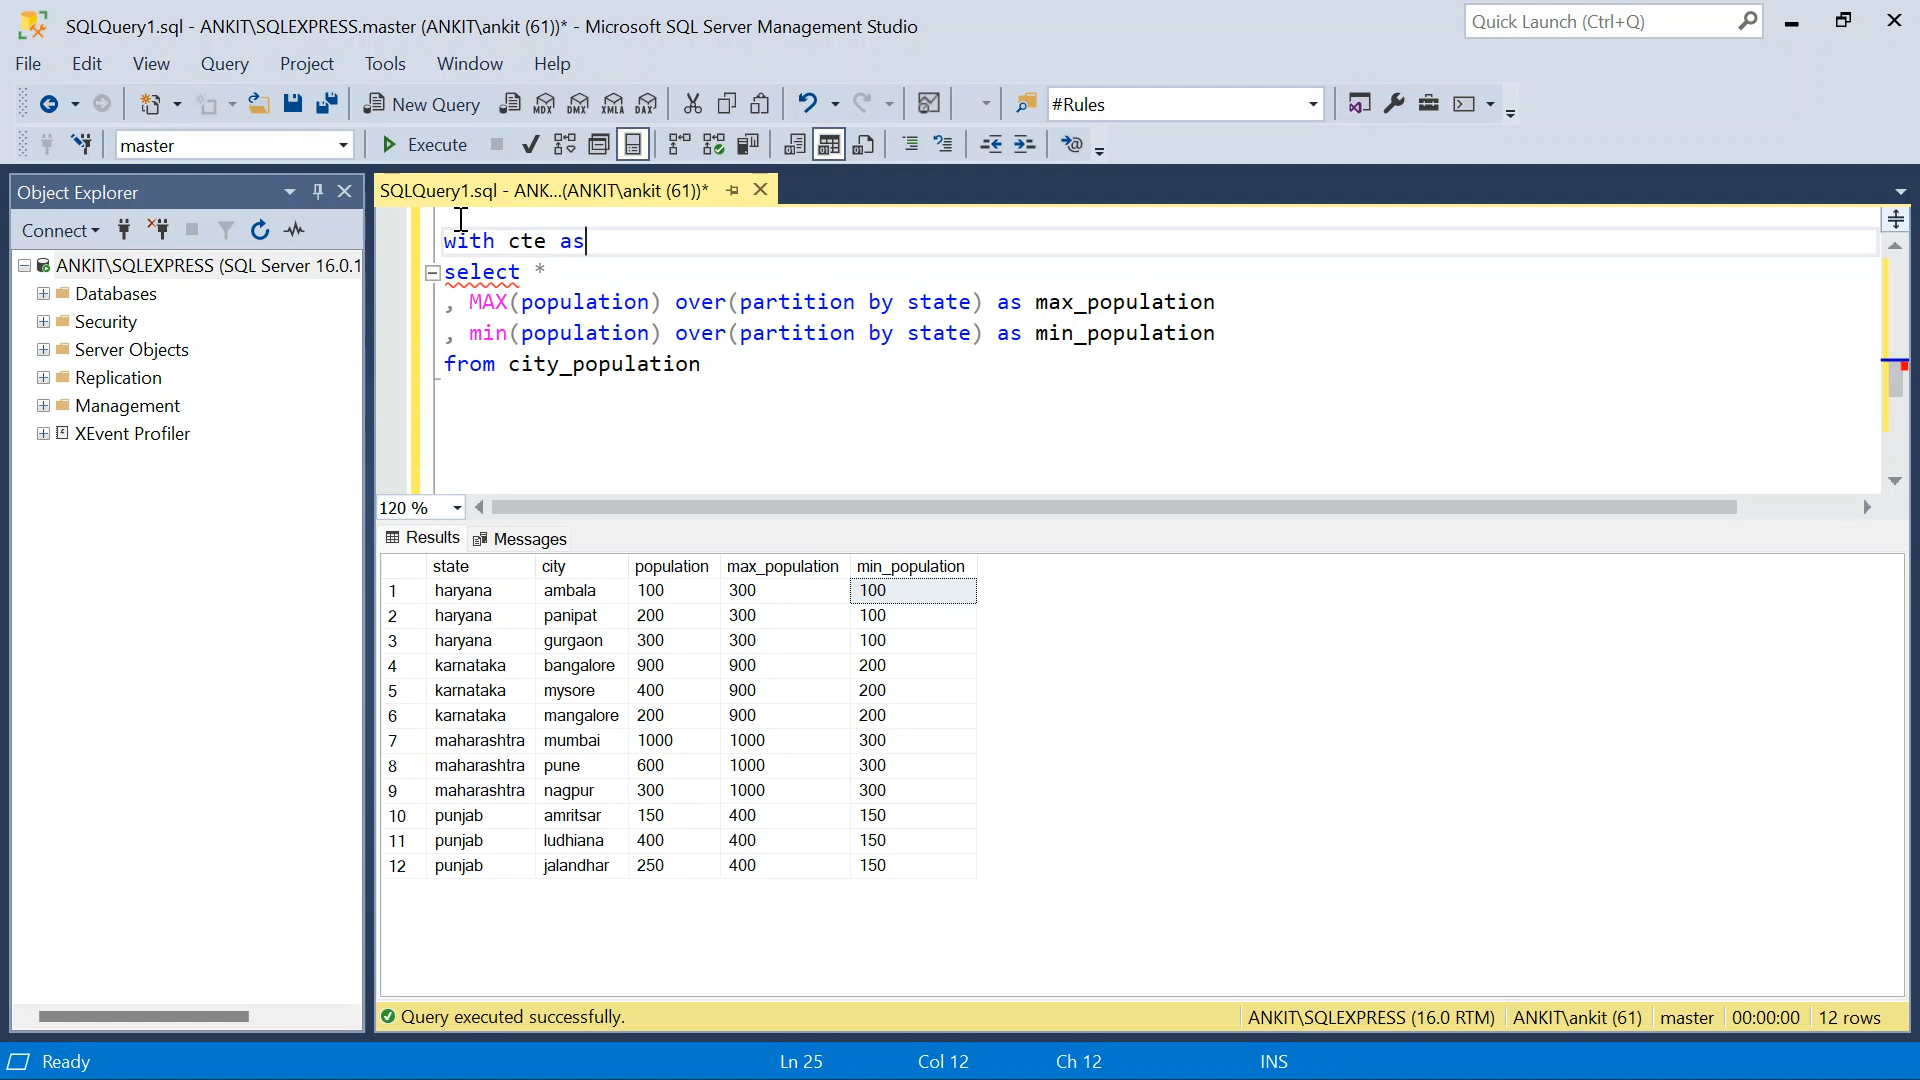 SQLQuery1.sql - ANKIT\SQLEXPRESS.master (ANKIT\ankit (61))* - Microsoft SQL Server Management Studio
Quick Launch (Ctrl+Q)
File Edit View Query Project Tools Window Help
New Query MDX DMX XMLA DAX #Rules
master Execute
Object Explorer
SQLQuery1.sql - ANK...(ANKIT\ankit (61))*
Connect
ANKIT\SQLEXPRESS (SQL Server 16.0.1
Databases
Security
Server Objects
Replication
Management
XEvent Profiler
with cte as
select *
, MAX(population) over(partition by state) as max_population
, min(population) over(partition by state) as min_population
from city_population
120 %
Results Messages
state city population max_population min_population
1 haryana ambala 100 300 100
2 haryana panipat 200 300 100
3 haryana gurgaon 300 300 100
4 karnataka bangalore 900 900 200
5 karnataka mysore 400 900 200
6 karnataka mangalore 200 900 200
7 maharashtra mumbai 1000 1000 300
8 maharashtra pune 600 1000 300
9 maharashtra nagpur 300 1000 300
10 punjab amritsar 150 400 150
11 punjab ludhiana 400 400 150
12 punjab jalandhar 250 400 150
Query executed successfully. ANKIT\SQLEXPRESS (16.0 RTM) ANKIT\ankit (61) master 00:00:00 12 rows
Ready Ln 25 Col 12 Ch 12 INS